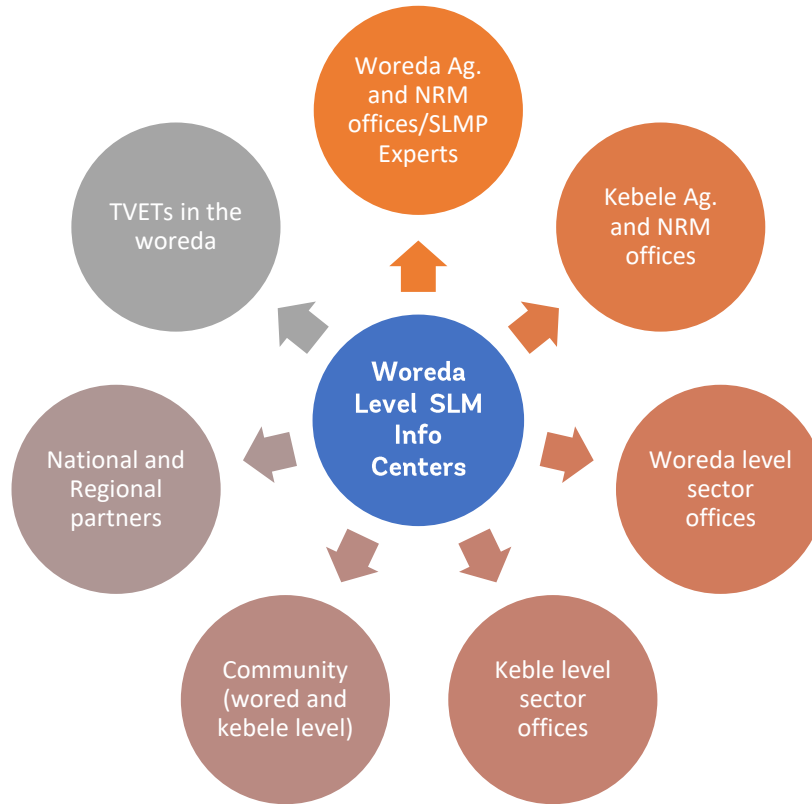 Woreda Ag.
and NRM
offices/SLMP
Experts
Kebele Ag.
and NRM
offices
Woreda level
sector
offices
Keble level
sector
offices
Community
(wored and
kebele level)
National and
Regional
partners
TVETs in the
woreda
Woreda
Level SLM
Info
Centers